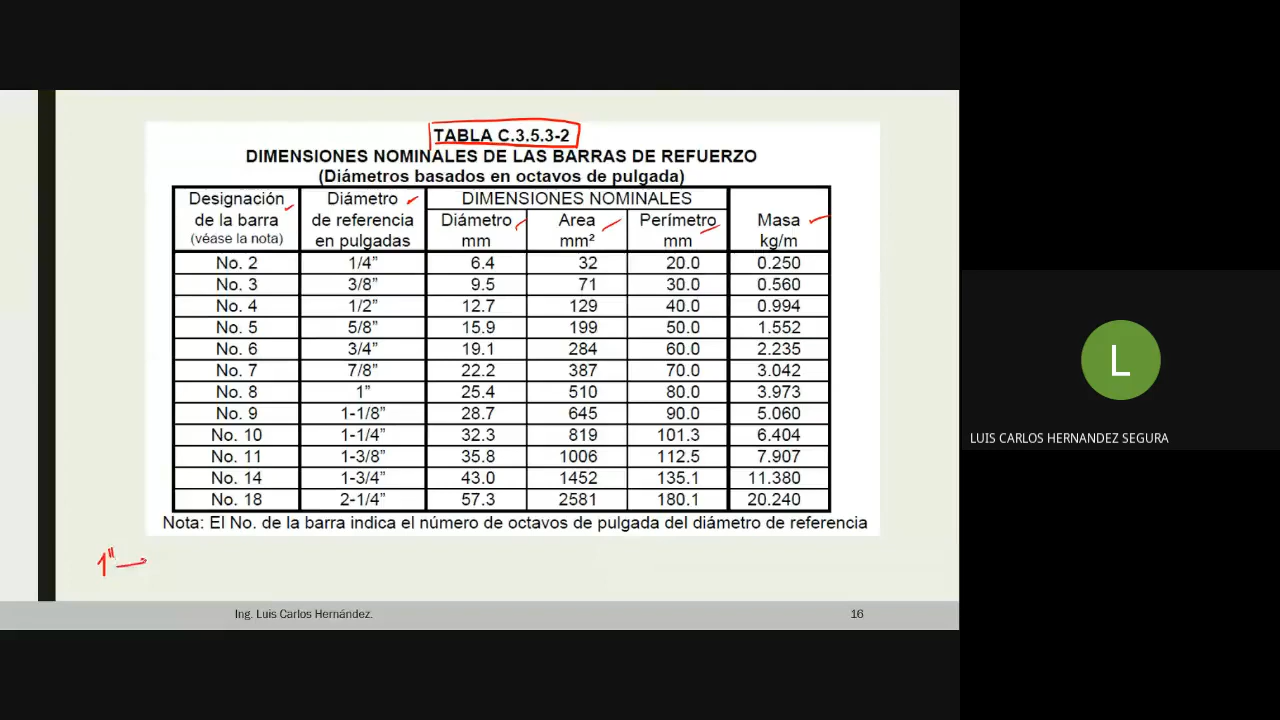 TABLA C.3.5.3-2
DIMENSIONES NOMINALES DE LAS BARRAS DE REFUERZO
(Diámetros basados en octavos de pulgada)
Designación de la barra (véase la nota) Diámetro de referencia en pulgadas DIMENSIONES NOMINALES Diámetro mm Area mm² Perímetro mm Masa kg/m
No. 2 1/4” 6.4 32 20.0 0.250
No. 3 3/8” 9.5 71 30.0 0.560
No. 4 1/2” 12.7 129 40.0 0.994
No. 5 5/8” 15.9 199 50.0 1.552
No. 6 3/4” 19.1 284 60.0 2.235
No. 7 7/8” 22.2 387 70.0 3.042
No. 8 1” 25.4 510 80.0 3.973
No. 9 1-1/8” 28.7 645 90.0 5.060
No. 10 1-1/4” 32.3 819 101.3 6.404
No. 11 1-3/8” 35.8 1006 112.5 7.907
No. 14 1-3/4” 43.0 1452 135.1 11.380
No. 18 2-1/4” 57.3 2581 180.1 20.240
Nota: El No. de la barra indica el número de octavos de pulgada del diámetro de referencia
1" →
Ing. Luis Carlos Hernández. 16
L
LUIS CARLOS HERNANDEZ SEGURA